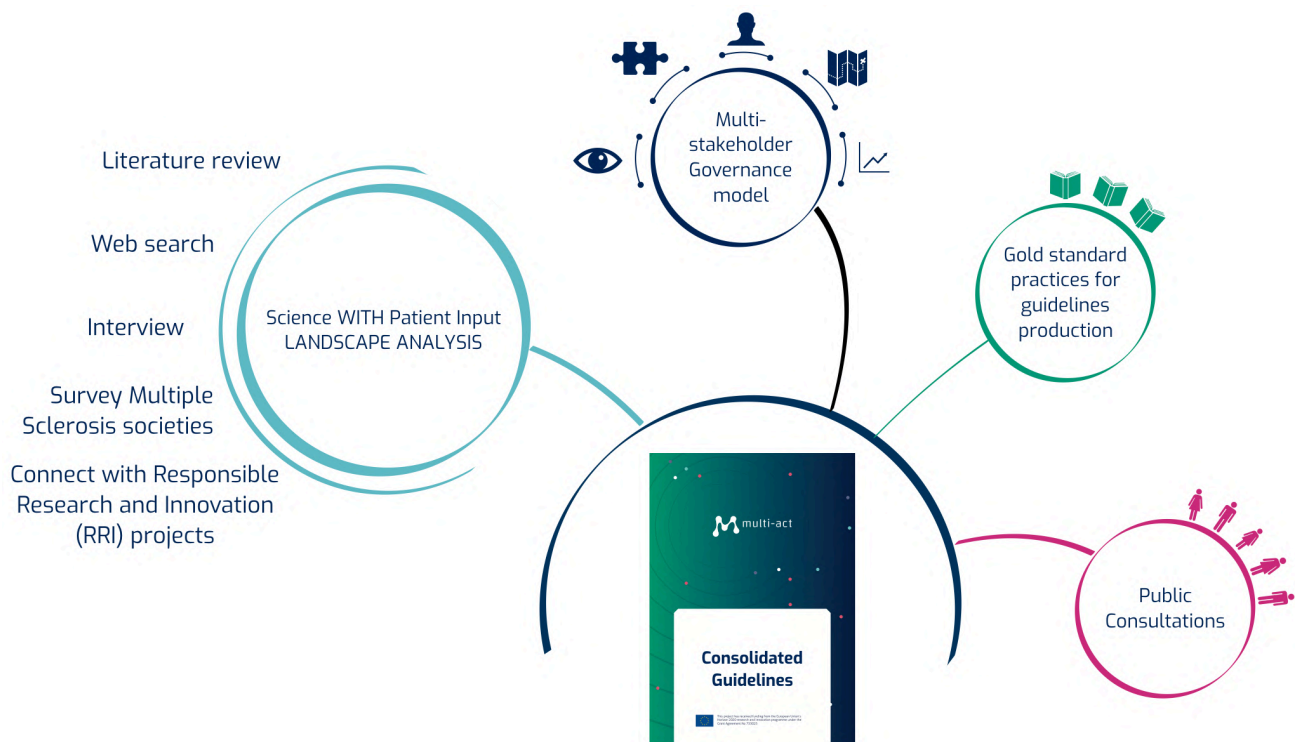 Literature review
Web search
Interview
Survey Multiple
Sclerosis societies
Connect with Responsible
Research and Innovation
(RRI) projects
Science WITH Patient Input
LANDSCAPE ANALYSIS
Multi-
stakeholder
Governance
model
Gold standard
practices for
guidelines
production
Public
Consultations
multi-act
Consolidated
Guidelines